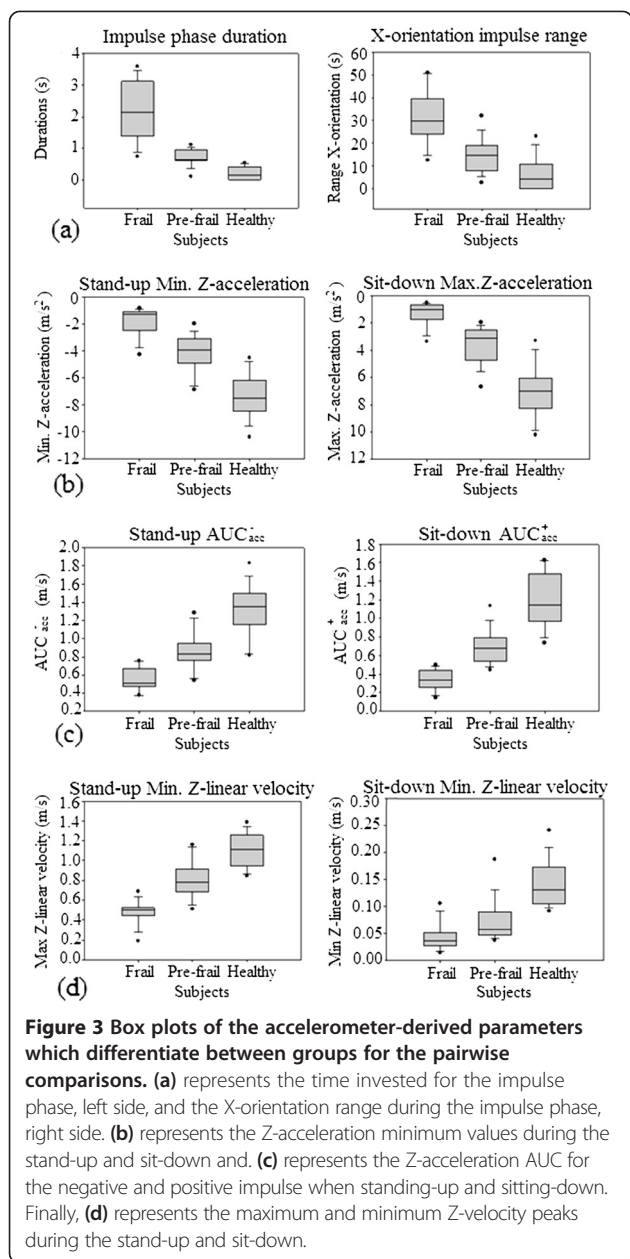 Impulse phase duration
Durations (s)
4
3
2
1
0
Frail Pre-frail Healthy
Subjects
X-orientation impulse range
Range X-orientation (s)
60
50
40
30
20
10
0
Frail Pre-frail Healthy
Subjects
(a)
Stand-up Min. Z-acceleration
Min. Z-acceleration (m/s²)
0
-2
-4
-6
-8
-10
-12
Frail Pre-frail Healthy
Subjects
Sit-down Max.Z-acceleration
Max. Z-acceleration (m/s²)
0
2
4
6
8
10
12
Frail Pre-frail Healthy
Subjects
(b)
Stand-up AUC⁻acc
AUC⁻acc (m/s)
2.0
1.8
1.6
1.4
1.2
1.0
0.8
0.6
0.4
0.2
Frail Pre-frail Healthy
Subjects
Sit-down AUC⁺acc
AUC⁺acc (m/s)
1.8
1.6
1.4
1.2
1.0
0.8
0.6
0.4
0.2
0.0
Frail Pre-frail Healthy
Subjects
(c)
Stand-up Min. Z-linear velocity
Max Z-linear velocity (m/s)
1.6
1.4
1.2
1.0
0.8
0.6
0.4
0.2
0.0
Frail Pre-frail Healthy
Subjects
Sit-down Min. Z-linear velocity
Min Z-linear velocity (m/s)
0.30
0.25
0.20
0.15
0.10
0.05
0.00
Frail Pre-frail Healthy
Subjects
(d)
Figure 3 Box plots of the accelerometer-derived parameters
which differentiate between groups for the pairwise
comparisons. (a) represents the time invested for the impulse
phase, left side, and the X-orientation range during the impulse phase,
right side. (b) represents the Z-acceleration minimum values during the
stand-up and sit-down and. (c) represents the Z-acceleration AUC for
the negative and positive impulse when standing-up and sitting-down.
Finally, (d) represents the maximum and minimum Z-velocity peaks
during the stand-up and sit-down.